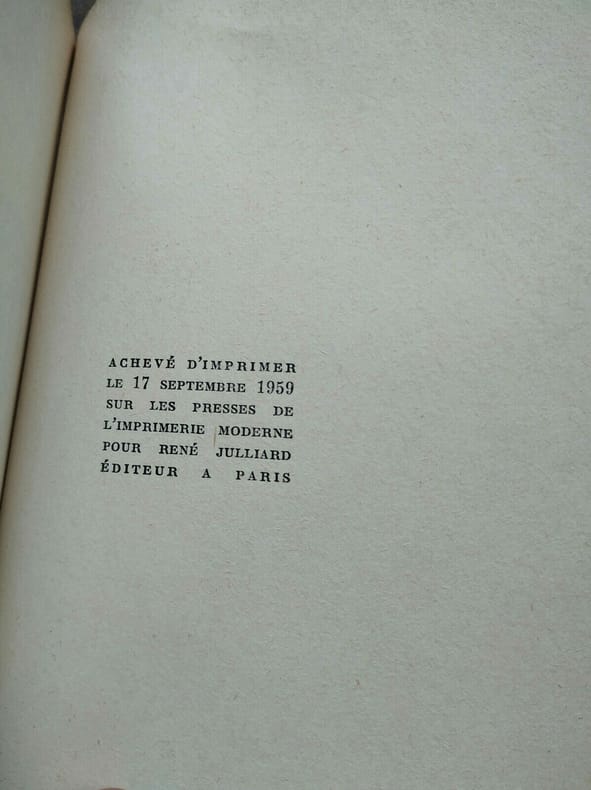 ACHEVÉ D'IMPRIMER
LE 17 SEPTEMBRE 1959
SUR LES PRESSES DE
L'IMPRIMERIE MODERNE
POUR RENÉ JULLIARD
ÉDITEUR A PARIS